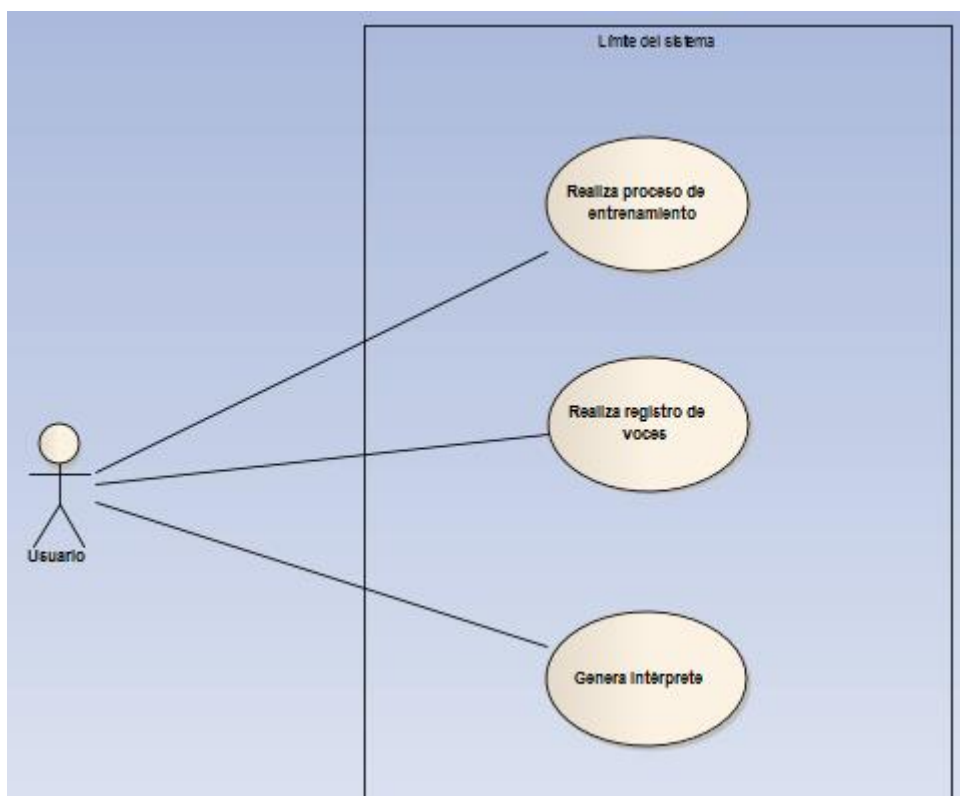 Límite del sistema
Realiza proceso de
entrenamiento
Realiza registro de
voces
Usuario
Genera intérprete